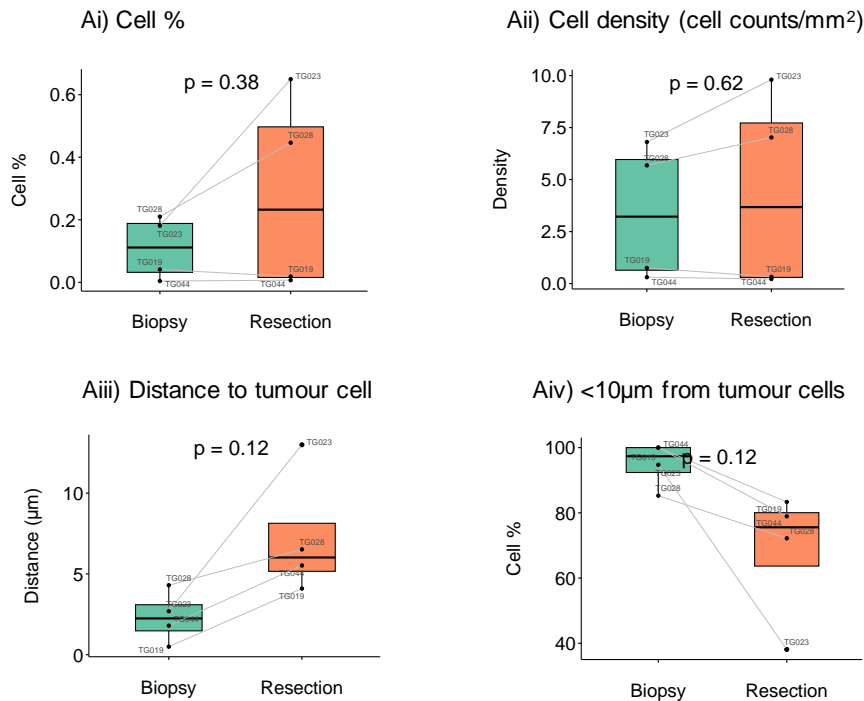 Ai) Cell %
p = 0.38
Cell %
0.6
0.4
0.2
0.0
TG023
TG028
TG028
TG023
TG019
TG019
TG044
TG044
Biopsy
Resection
Aii) Cell density (cell counts/mm²)
p = 0.62
Density
10.0
7.5
5.0
2.5
0.0
TG023
TG023
TG028
TG028
TG019
TG019
TG044
TG044
Biopsy
Resection
Aiii) Distance to tumour cell
p = 0.12
Distance (µm)
10
5
0
TG023
TG028
TG028
TG023
TG044
TG044
TG019
TG019
Biopsy
Resection
Aiv) <10µm from tumour cells
p = 0.12
Cell %
100
80
60
40
TG044
TG019
TG023
TG028
TG019
TG044
TG028
TG023
Biopsy
Resection